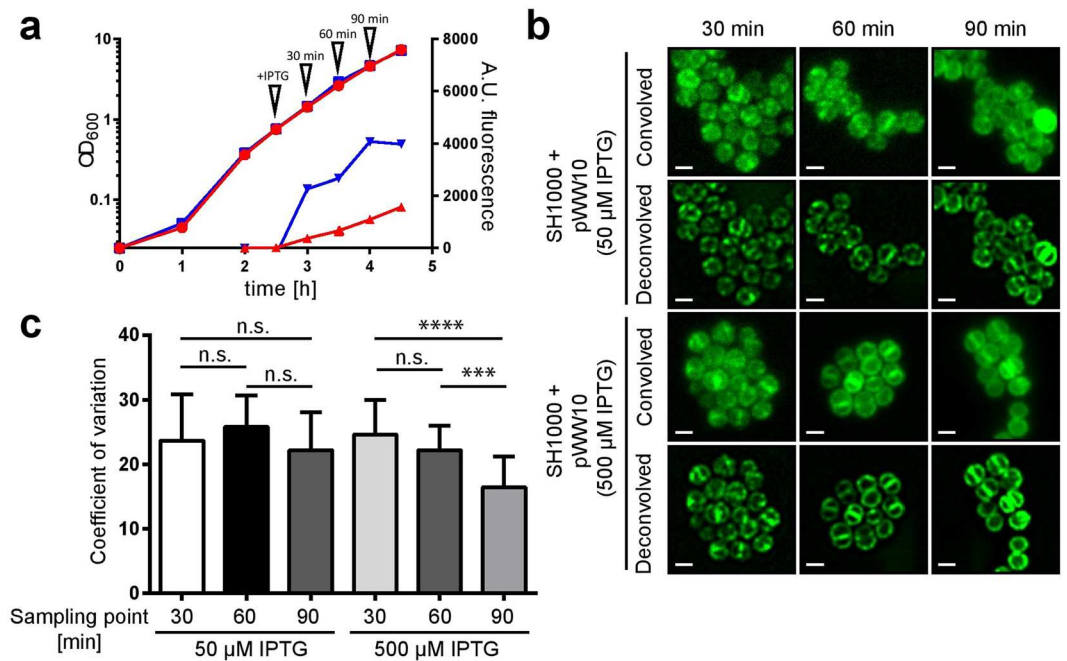 a
90 min
60 min
30 min
+IPTG
10
1
0.1
OD600
8000
6000
4000
2000
0
A.U. fluorescence
0 1 2 3 4 5
time [h]
b
30 min 60 min 90 min
SH1000 +
pWW10
(50 µM IPTG)
Convolved
Deconvolved
SH1000 +
pWW10
(500 µM IPTG)
Convolved
Deconvolved
c
40
30
20
10
0
Coefficient of variation
n.s. ****
n.s. n.s.
n.s. ***
Sampling point 30 60 90 30 60 90
[min]
50 µM IPTG 500 µM IPTG